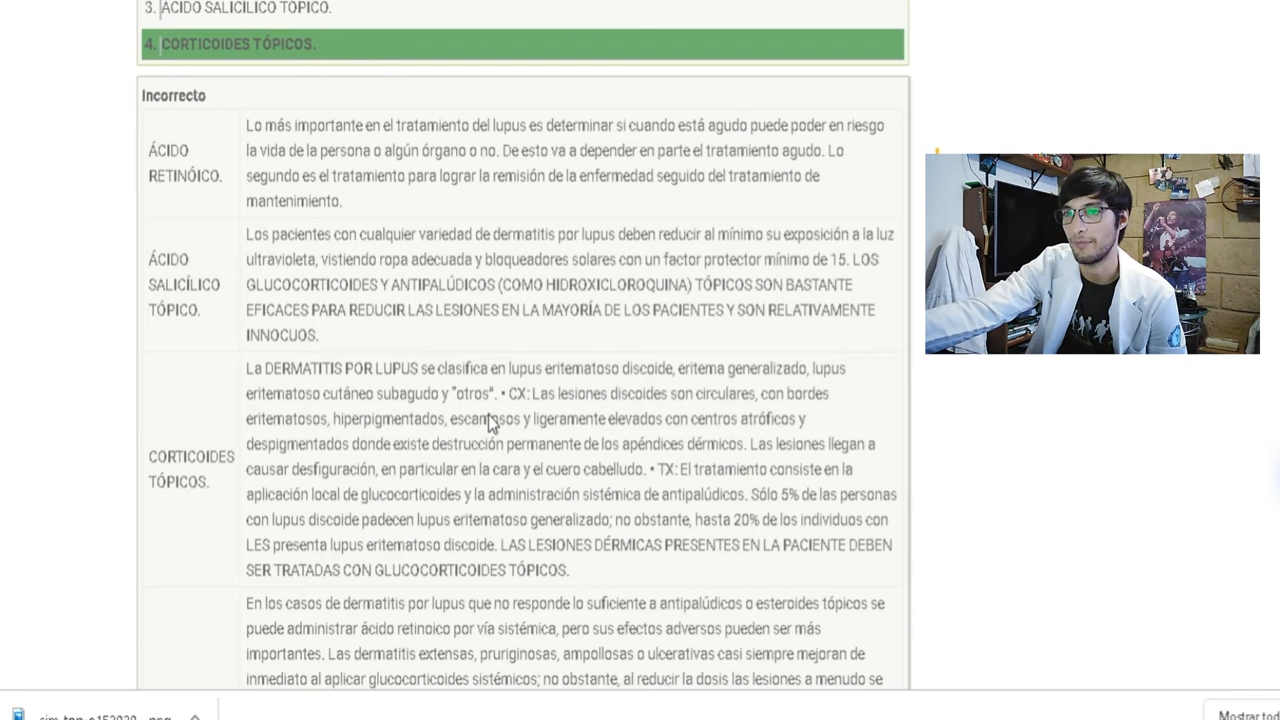 3. ÁCIDO SALICÍLICO TÓPICO.
4. CORTICOIDES TÓPICOS.
Incorrecto
ÁCIDO
RETINÓICO.
Lo más importante en el tratamiento del lupus es determinar si cuando está agudo puede poder en riesgo
la vida de la persona o algún órgano o no. De esto va a depender en parte el tratamiento agudo. Lo
segundo es el tratamiento para lograr la remisión de la enfermedad seguido del tratamiento de
mantenimiento.
ÁCIDO
SALICÍLICO
TÓPICO.
Los pacientes con cualquier variedad de dermatitis por lupus deben reducir al mínimo su exposición a la luz
ultravioleta, vistiendo ropa adecuada y bloqueadores solares con un factor protector mínimo de 15. LOS
GLUCOCORTICOIDES Y ANTIPALÚDICOS (COMO HIDROXICLOROQUINA) TÓPICOS SON BASTANTE
EFICACES PARA REDUCIR LAS LESIONES EN LA MAYORÍA DE LOS PACIENTES Y SON RELATIVAMENTE
INNOCUOS.
CORTICOIDES
TÓPICOS.
La DERMATITIS POR LUPUS se clasifica en lupus eritematoso discoide, eritema generalizado, lupus
eritematoso cutáneo subagudo y "otros". • CX: Las lesiones discoides son circulares, con bordes
eritematosos, hiperpigmentados, escamosos y ligeramente elevados con centros atróficos y
despigmentados donde existe destrucción permanente de los apéndices dérmicos. Las lesiones llegan a
causar desfiguración, en particular en la cara y el cuero cabelludo. • TX: El tratamiento consiste en la
aplicación local de glucocorticoides y la administración sistémica de antipalúdicos. Sólo 5% de las personas
con lupus discoide padecen lupus eritematoso generalizado; no obstante, hasta 20% de los individuos con
LES presenta lupus eritematoso discoide. LAS LESIONES DÉRMICAS PRESENTES EN LA PACIENTE DEBEN
SER TRATADAS CON GLUCOCORTICOIDES TÓPICOS.
En los casos de dermatitis por lupus que no responde lo suficiente a antipalúdicos o esteroides tópicos se
puede administrar ácido retinoico por vía sistémica, pero sus efectos adversos pueden ser más
importantes. Las dermatitis extensas, pruriginosas, ampollosas o ulcerativas casi siempre mejoran de
inmediato al aplicar glucocorticoides sistémicos; no obstante, al reducir la dosis las lesiones a menudo se
Mostrar tod